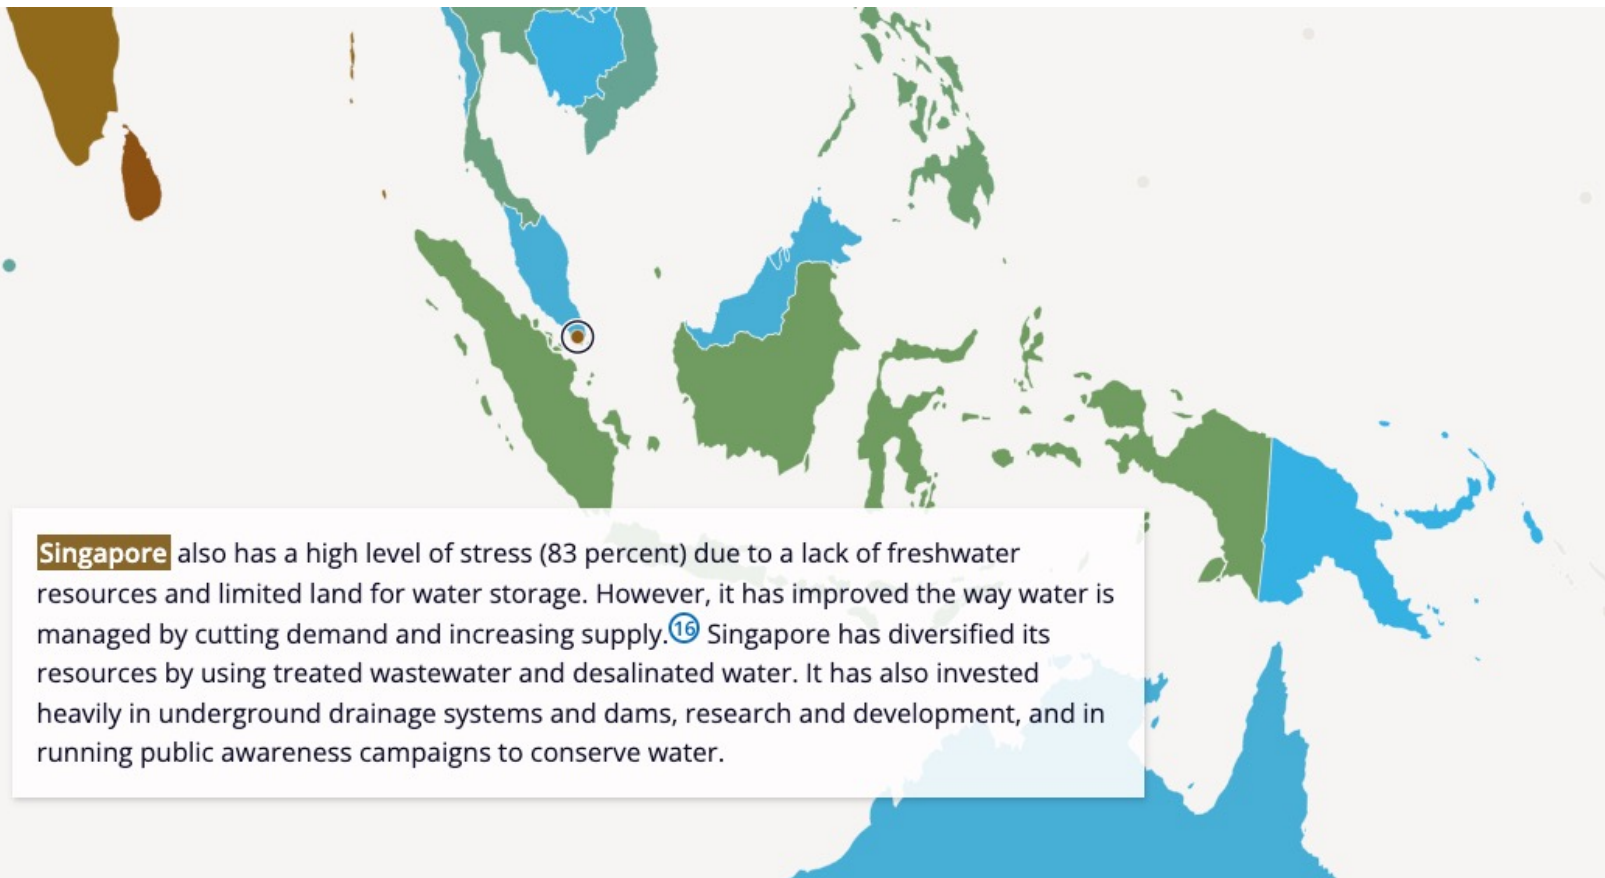 Singapore also has a high level of stress (83 percent) due to a lack of freshwater
resources and limited land for water storage. However, it has improved the way water is
managed by cutting demand and increasing supply.16 Singapore has diversified its
resources by using treated wastewater and desalinated water. It has also invested
heavily in underground drainage systems and dams, research and development, and in
running public awareness campaigns to conserve water.